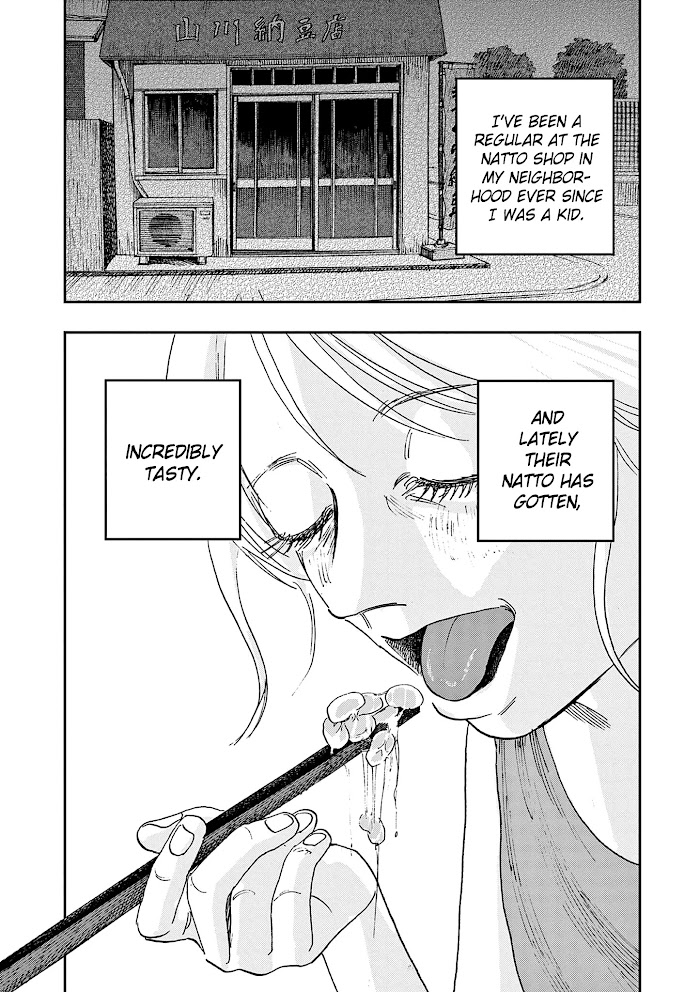 山川納豆店
I'VE BEEN A
REGULAR AT THE
NATTO SHOP IN
MY NEIGHBOR-
HOOD EVER SINCE
I WAS A KID.
AND
LATELY
THEIR
NATTO HAS
GOTTEN,
INCREDIBLY
TASTY.